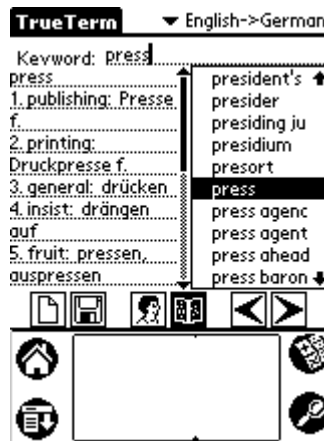 TrueTerm
English->German
Keyword: press
press
1. publishing: Presse
f.
2. printing:
Druckpresse f.
3. general: drücken
4. insist: drängen
auf
5. fruit: pressen,
auspressen
president's
presider
presiding ju
presidium
presort
press
press agenc
press agent
press ahead
press baron